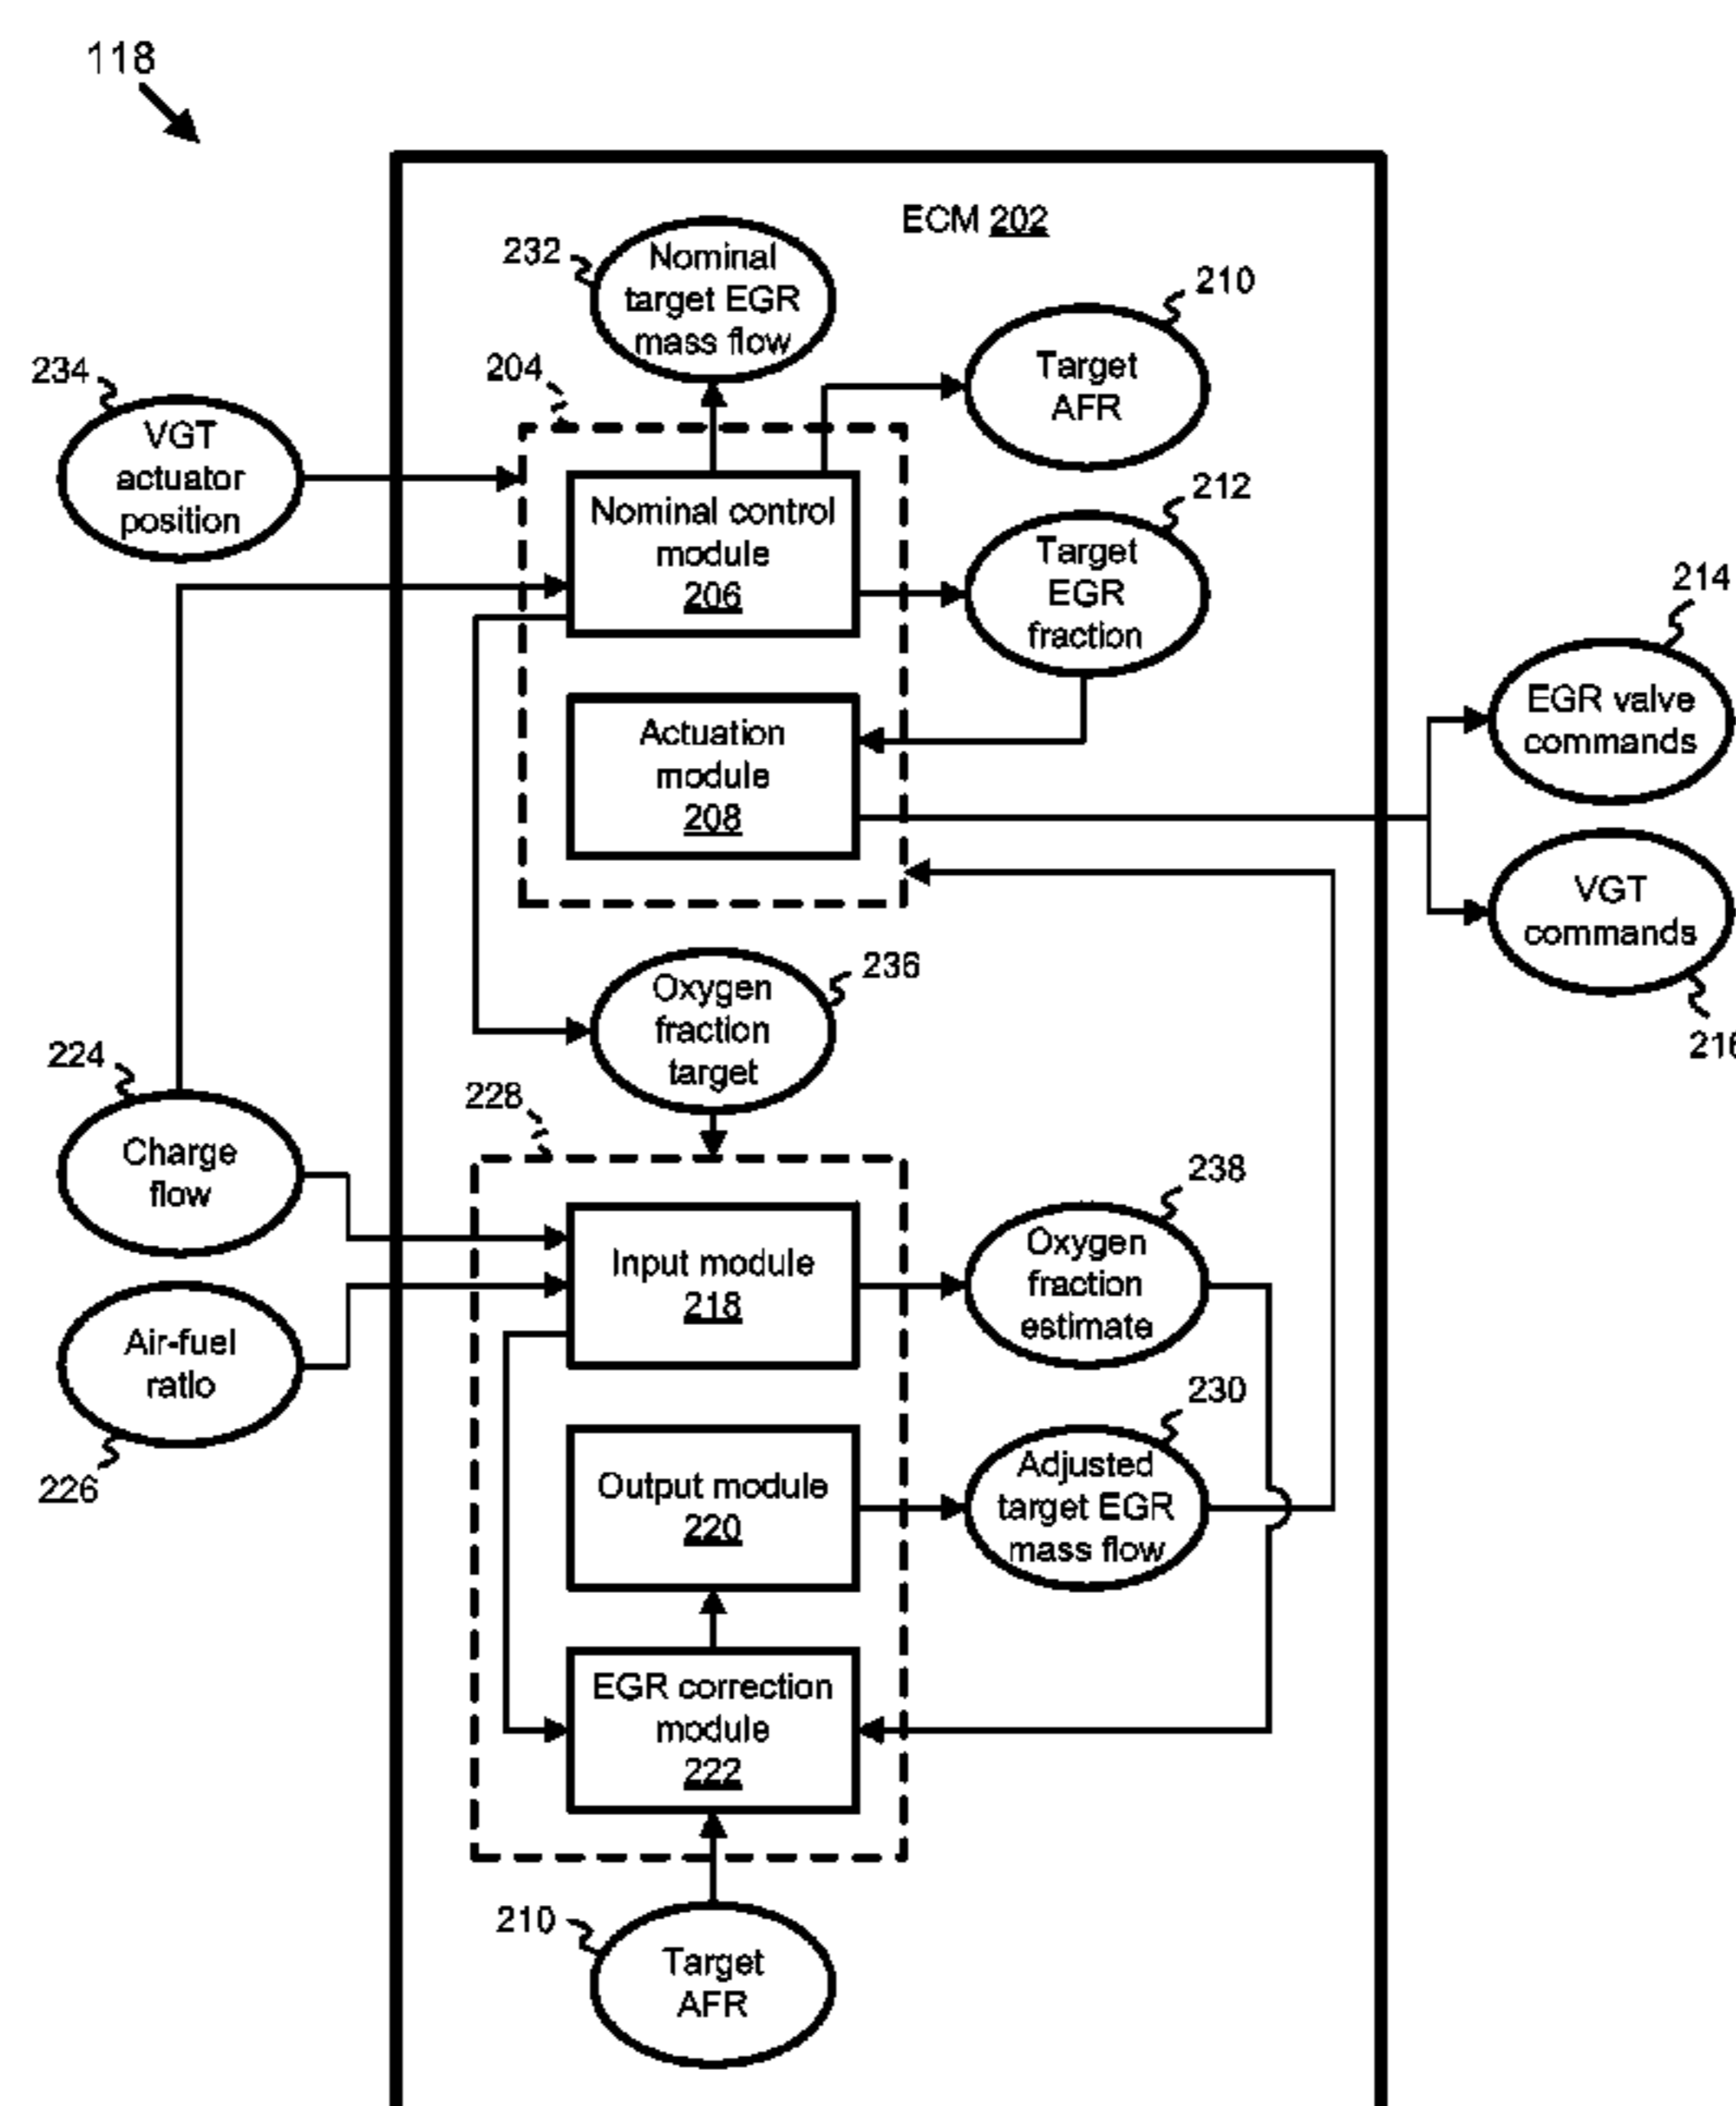 118
ECM 202
232
Nominal
target EGR
mass flow
210
Target
AFR
204
234
VGT
actuator
position
Nominal control
module
206
212
Target
EGR
fraction
214
EGR valve
commands
Actuation
module
208
VGT
commands
216
236
Oxygen
fraction
target
224
Charge
flow
228
Input module
218
238
Oxygen
fraction
estimate
Air-fuel
ratio
226
230
Adjusted
target EGR
mass flow
Output module
220
EGR correction
module
222
210
Target
AFR